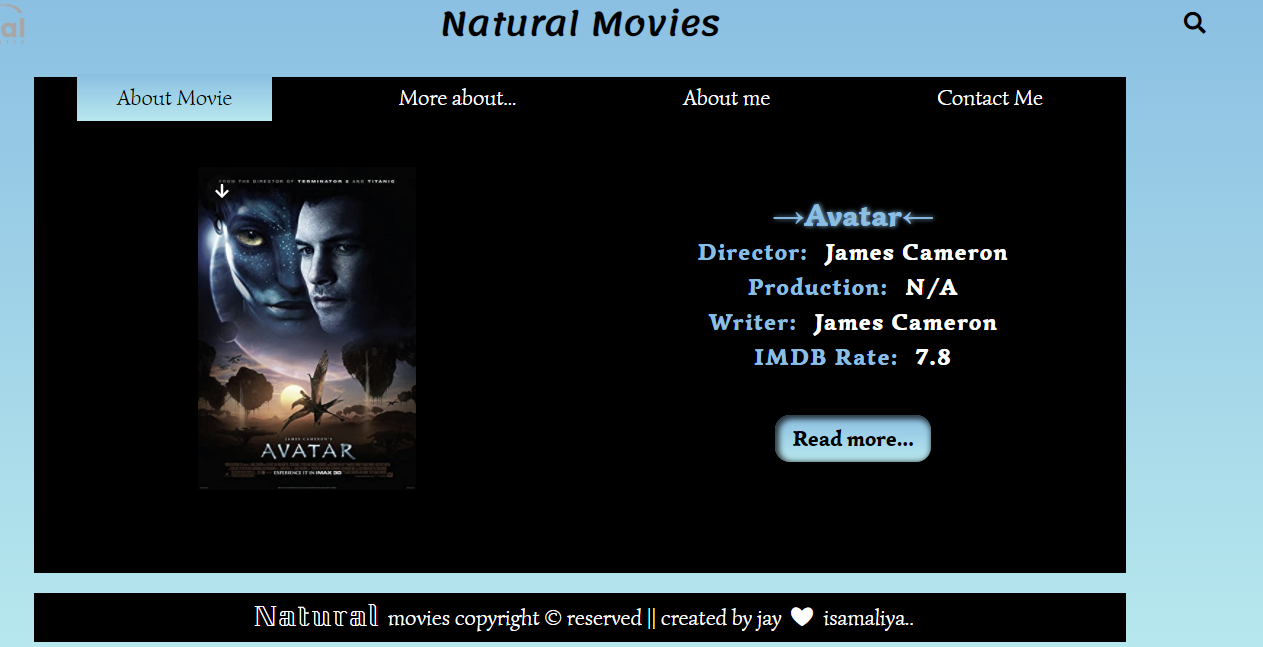 al
Natural Movies
About Movie
More about...
About me
Contact Me
FROM THE DIRECTOR OF TERMINATOR 2 AND TITANIC
→Avatar←
Director: James Cameron
Production: N/A
Writer: James Cameron
IMDB Rate: 7.8
JAMES CAMERON'S
AVATAR
EXPERIENCE IT IN IMAX 3D
Read more...
Natural movies copyright © reserved || created by jay ♥ isamaliya..